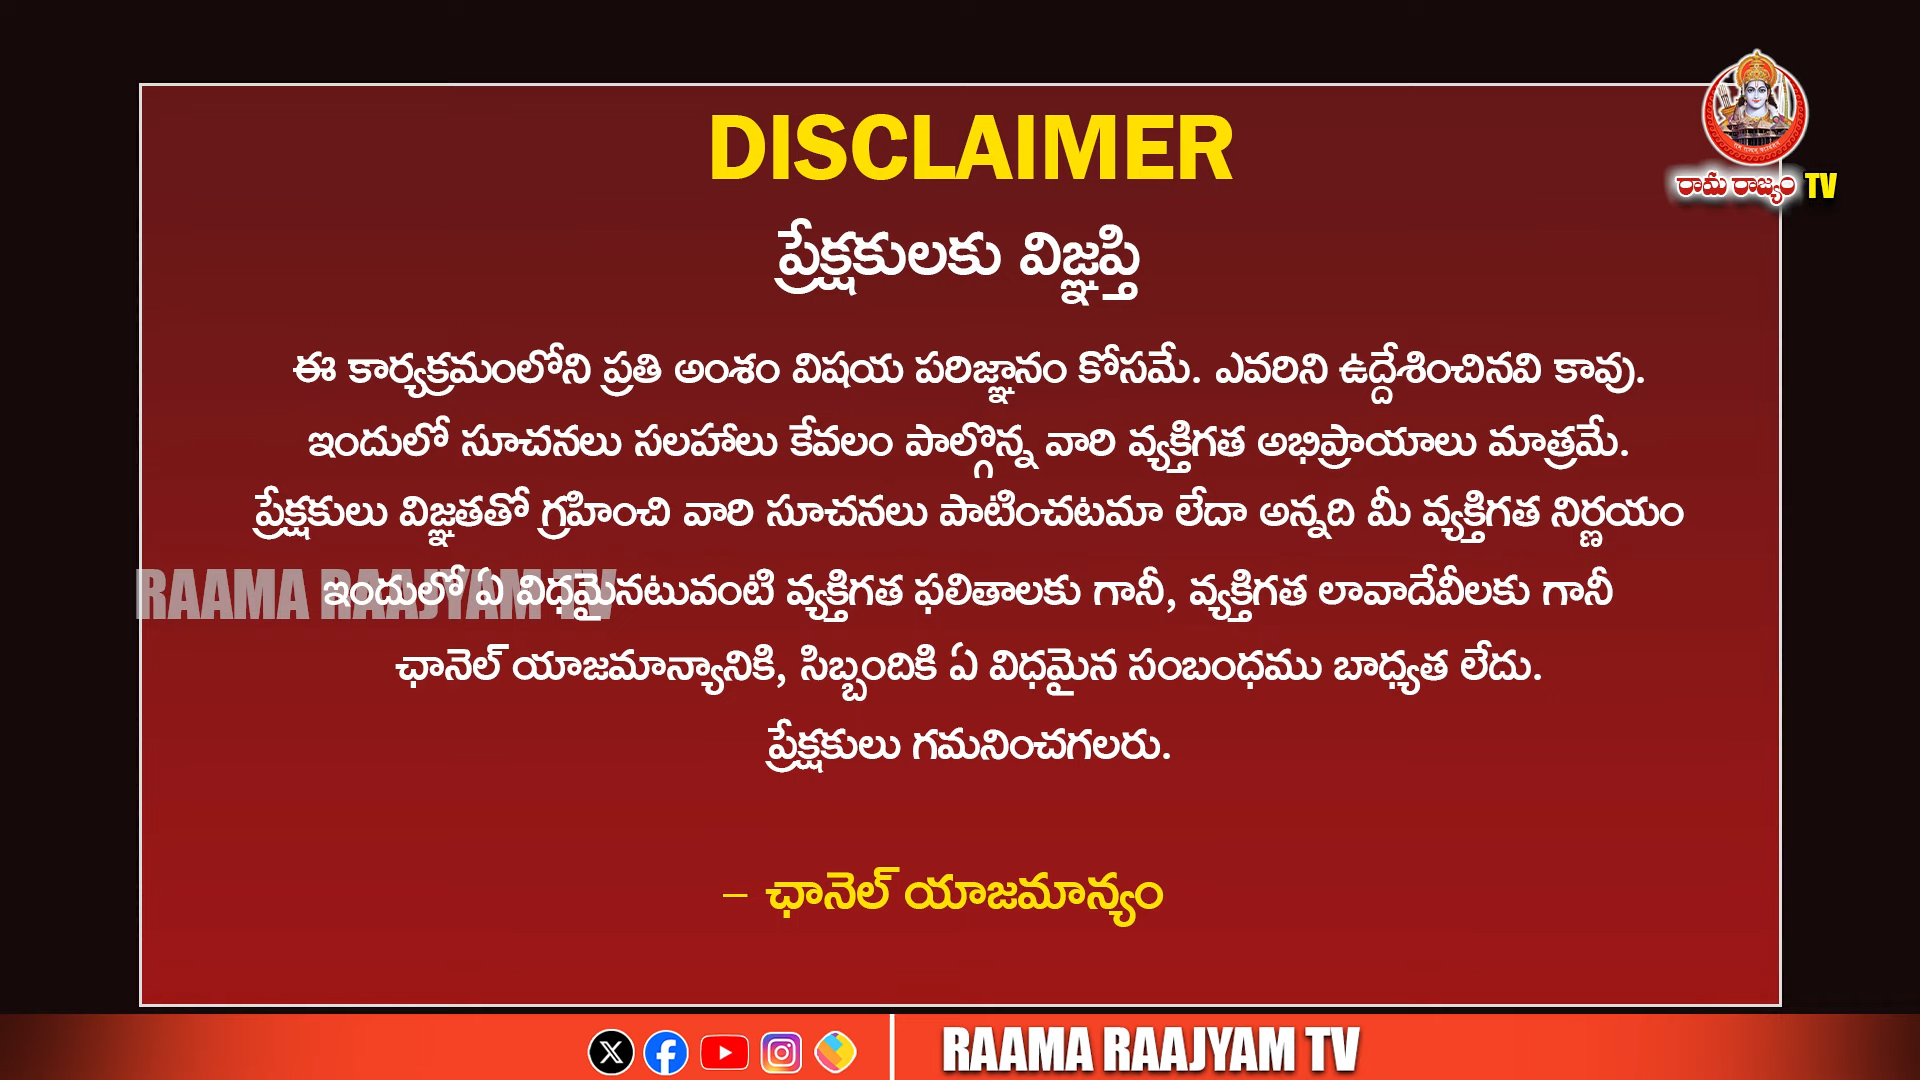 DISCLAIMER
రామ రాజ్యం TV
ప్రేక్షకులకు విజ్ఞప్తి
ఈ కార్యక్రమంలోని ప్రతి అంశం విషయ పరిజ్ఞానం కోసమే. ఎవరిని ఉద్దేశించినవి కావు.
ఇందులో సూచనలు సలహాలు కేవలం పాల్గొన్న వారి వ్యక్తిగత అభిప్రాయాలు మాత్రమే.
ప్రేక్షకులు విజ్ఞతతో గ్రహించి వారి సూచనలు పాటించటమా లేదా అన్నది మీ వ్యక్తిగత నిర్ణయం
RAAMA RAAJYAM TV
ఇందులో ఏ విధమైనటువంటి వ్యక్తిగత ఫలితాలకు గానీ, వ్యక్తిగత లావాదేవీలకు గానీ
ఛానెల్ యాజమాన్యానికి, సిబ్బందికి ఏ విధమైన సంబంధము బాధ్యత లేదు.
ప్రేక్షకులు గమనించగలరు.
– ఛానెల్ యాజమాన్యం
RAAMA RAAJYAM TV